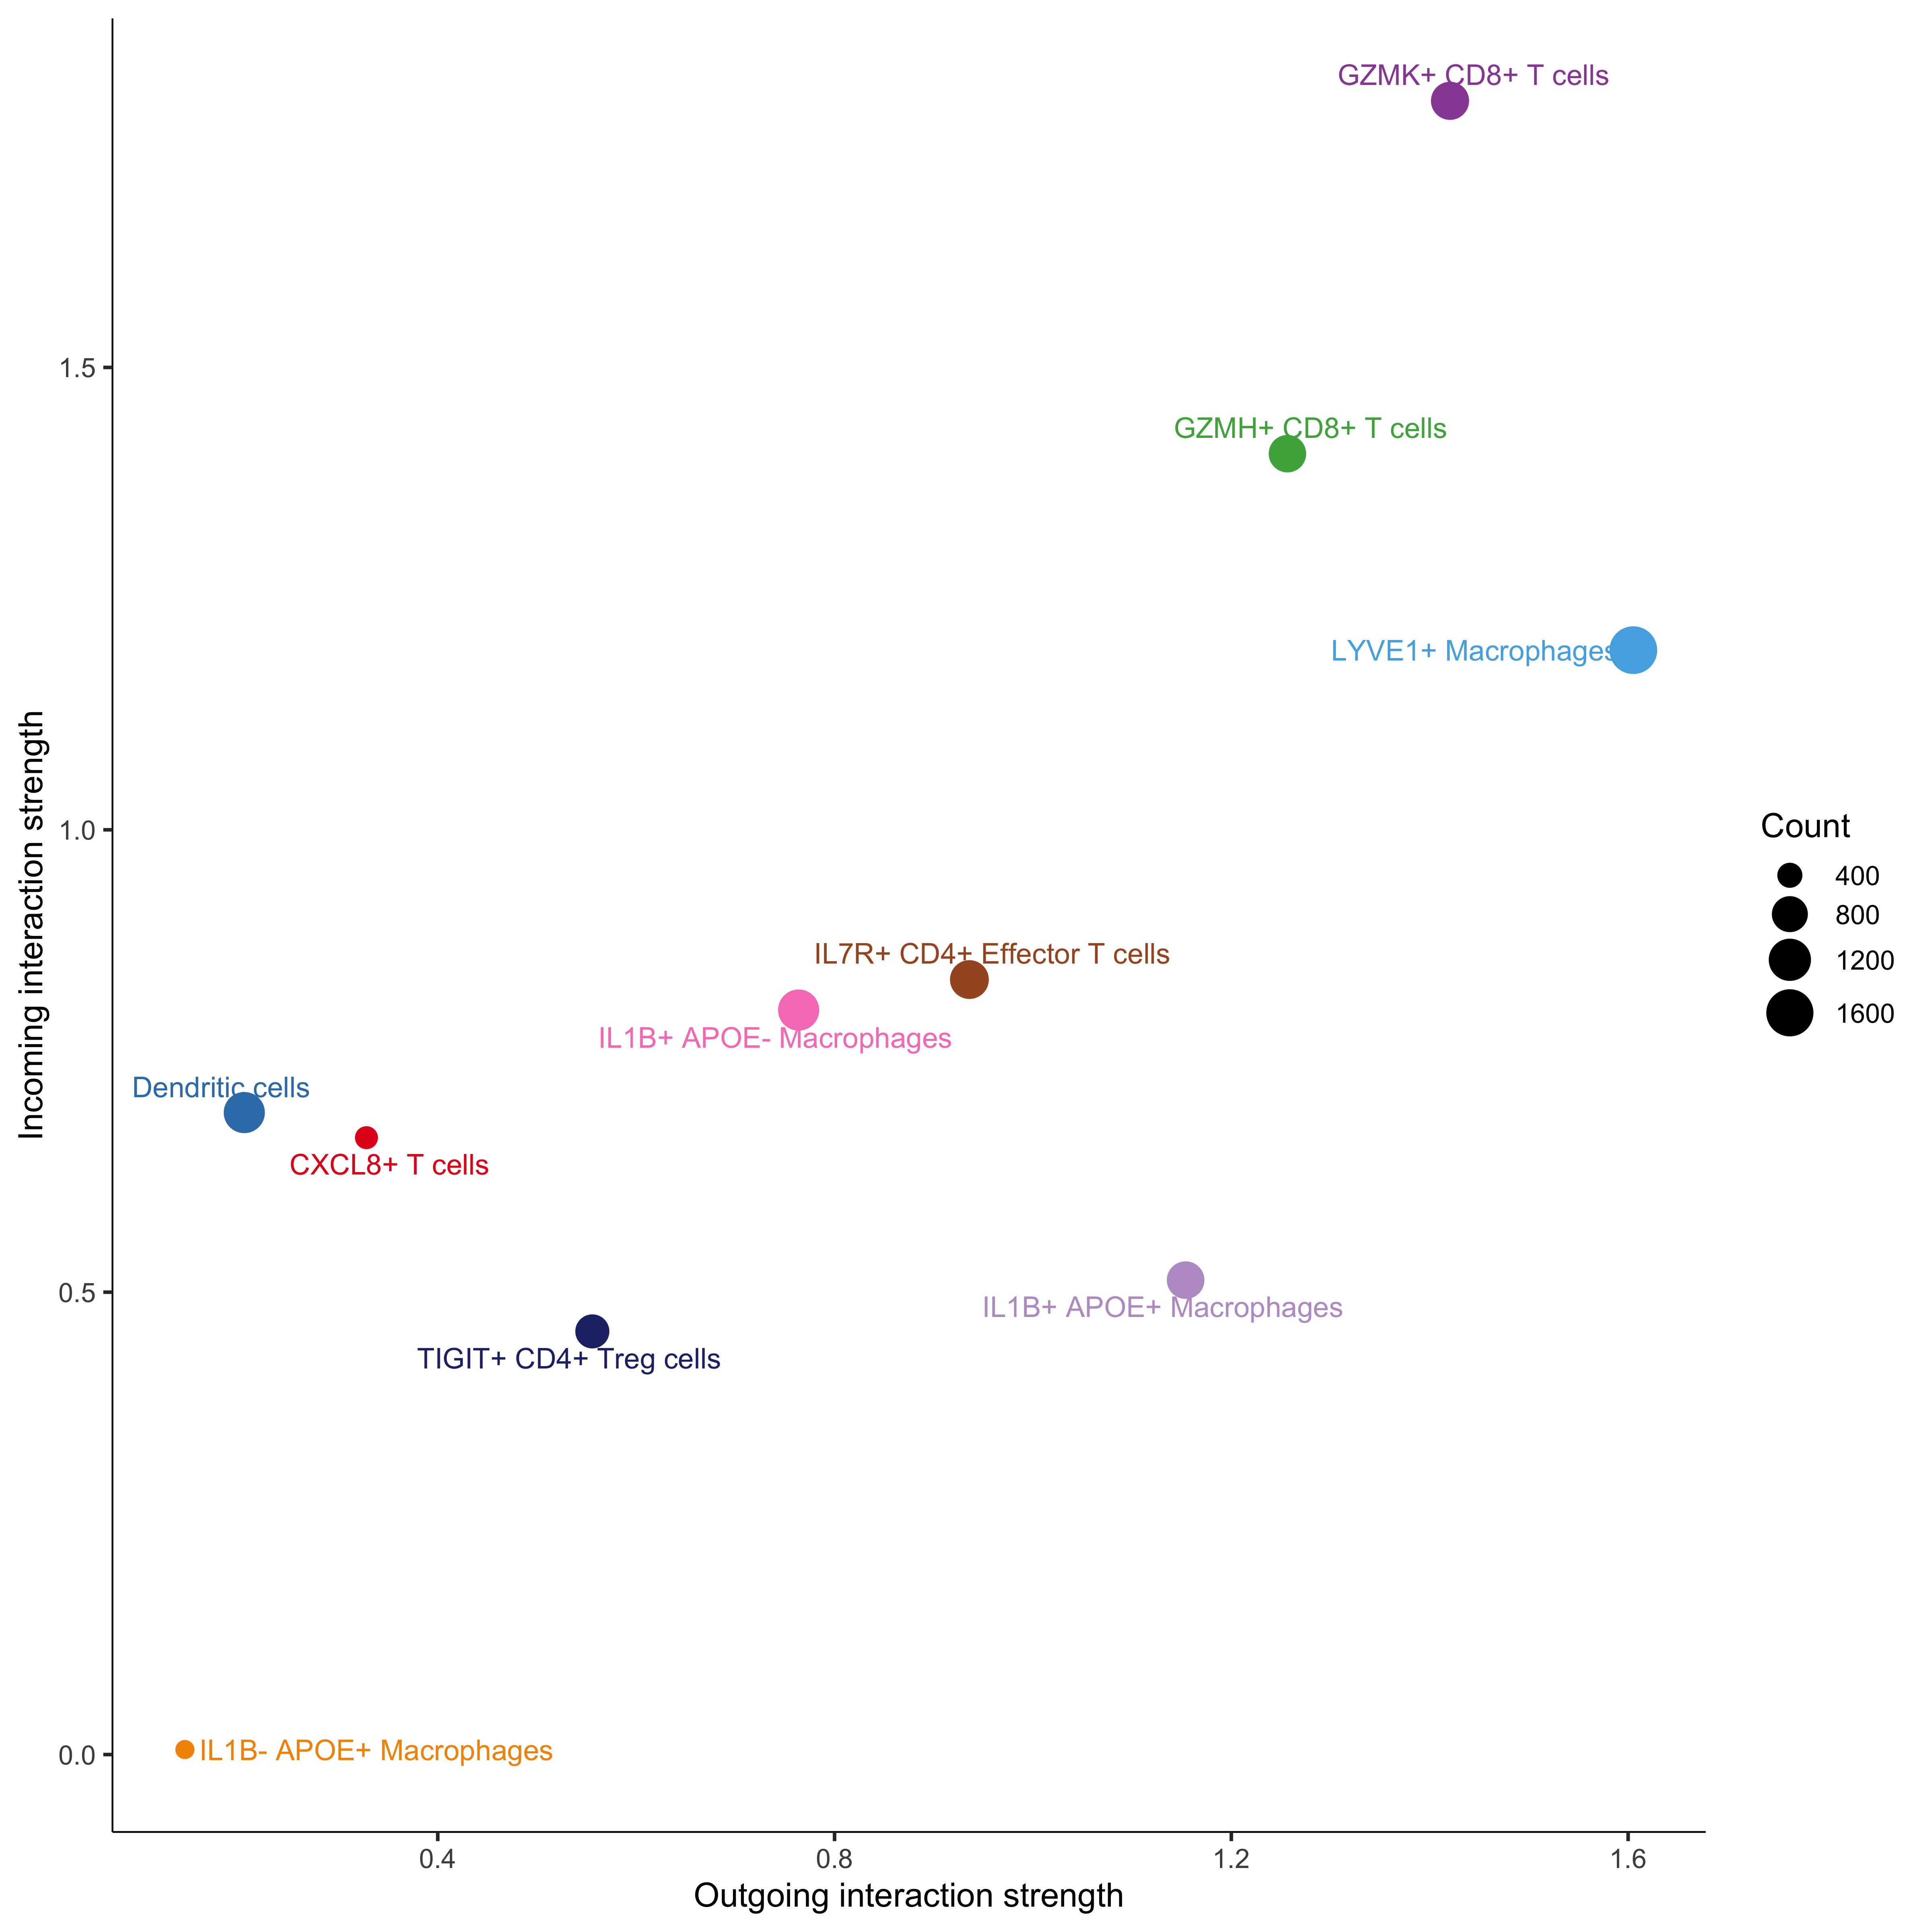 GZMK+ CD8+ T cells
1.5
GZMH+ CD8+ T cells
LYVE1+ Macrophages
Incoming interaction strength
1.0
Count
400
800
1200
1600
IL7R+ CD4+ Effector T cells
IL1B+ APOE- Macrophages
Dendritic cells
CXCL8+ T cells
0.5
IL1B+ APOE+ Macrophages
TIGIT+ CD4+ Treg cells
0.0
IL1B- APOE+ Macrophages
0.4
0.8
1.2
1.6
Outgoing interaction strength